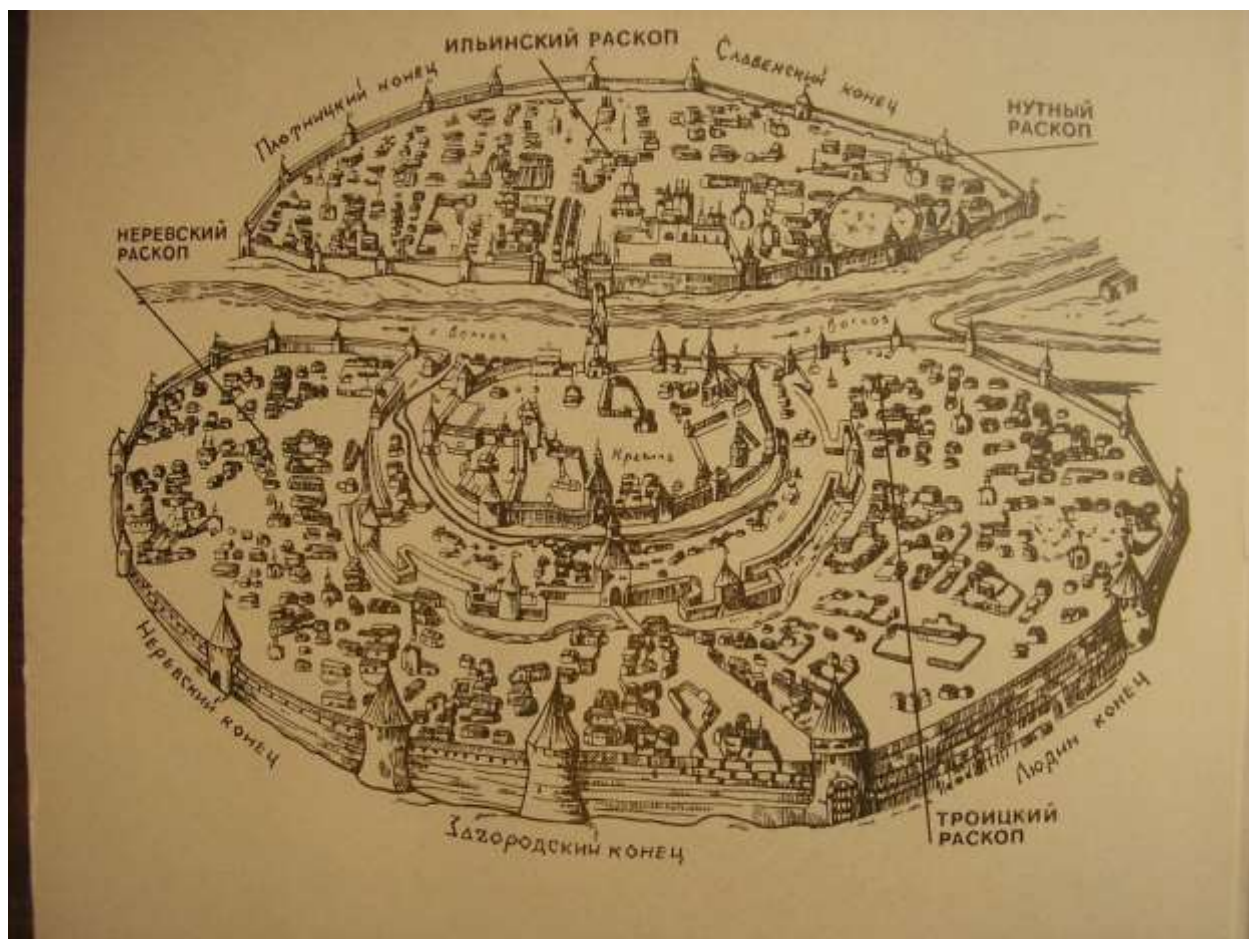 ИЛЬИНСКИЙ РАСКОП
Славенский конец
Плотницкий конец
НУТНЫЙ
РАСКОП
НЕРЕВСКИЙ
РАСКОП
р. Волхов
р. Волхов
Кремль
Неревский конец
Людин конец
Загородский конец
ТРОИЦКИЙ
РАСКОП